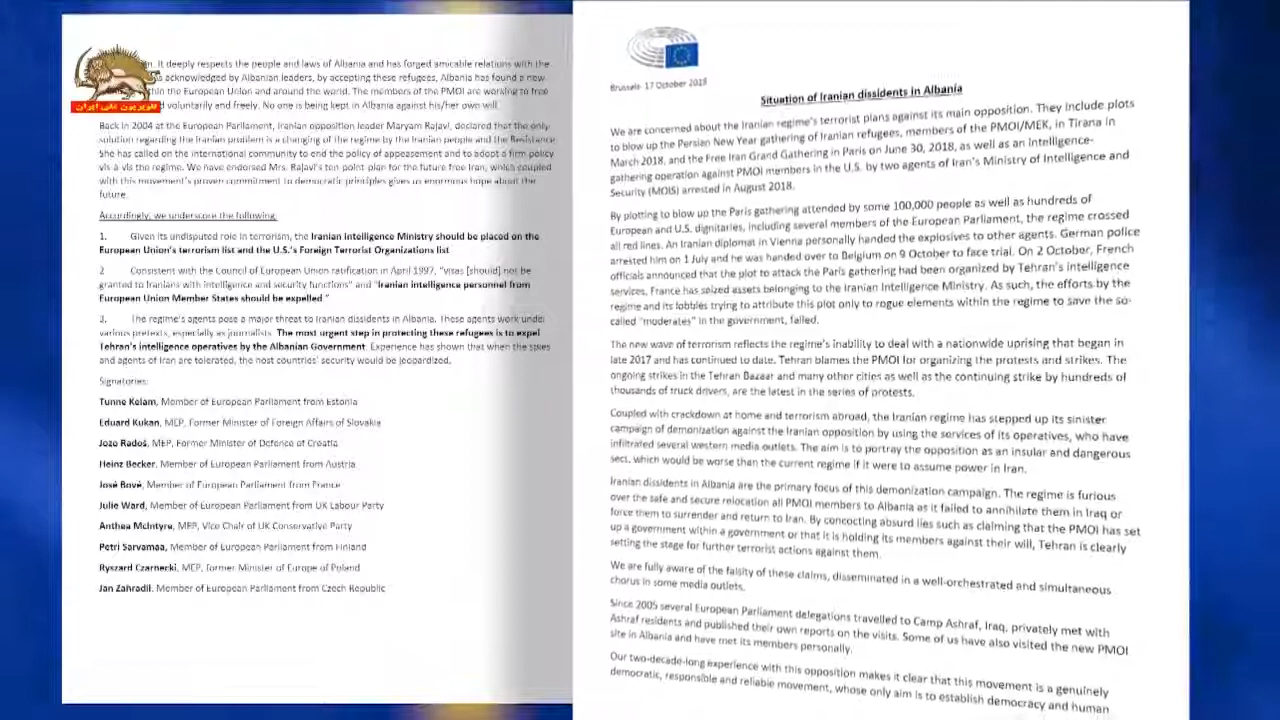 تلویزیون ملی ایران
It deeply respects the people and laws of Albania and has forged amicable relations with the
s acknowledged by Albanian leaders, by accepting these refugees, Albania has found a new
thin the European Union and around the world. The members of the PMOI are working to free
d voluntarily and freely. No one is being kept in Albania against his/her own will.
Back in 2004 at the European Parliament, Iranian opposition leader Maryam Rajavi, declared that the only
solution regarding the Iranian problem is a changing of the regime by the Iranian people and the Resistance.
She has called on the international community to end the policy of appeasement and to adopt a firm policy
vis a vis the regime. We have endorsed Mrs. Rajavi's ten point plan for the future free Iran, which coupled
with this movement's proven commitment to democratic principles gives us enormous hope about the
future.
Accordingly, we underscore the following:
1. Given its undisputed role in terrorism, the Iranian Intelligence Ministry should be placed on the
European Union's terrorism list and the U.S.'s Foreign Terrorist Organizations list
2 Consistent with the Council of European Union ratification in April 1997, "visas [should] not be
granted to Iranians with intelligence and security functions" and "Iranian intelligence personnel from
European Union Member States should be expelled."
3. The regime's agents pose a major threat to Iranian dissidents in Albania. These agents work under
various pretexts, especially as journalists. The most urgent step in protecting these refugees is to expel
Tehran's intelligence operatives by the Albanian Government. Experience has shown that when the spies
and agents of Iran are tolerated, the host countries' security would be jeopardized.
Signatories:
Tunne Kelam, Member of European Parliament from Estonia
Eduard Kukan, MEP, Former Minister of Foreign Affairs of Slovakia
Jozo Radoš, MEP, Former Minister of Defence of Croatia
Heinz Becker, Member of European Parliament from Austria
José Bové, Member of European Parliament from France
Julie Ward, Member of European Parliament from UK Labour Party
Anthea McIntyre, MEP, Vice Chair of UK Conservative Party
Petri Sarvamaa, Member of European Parliament from Finland
Ryszard Czarnecki, MEP, former Minister of Europe of Poland
Jan Zahradil, Member of European Parliament from Czech Republic
Brussels 17 October 2018
Situation of Iranian dissidents in Albania
We are concerned about the Iranian regime's terrorist plans against its main opposition. They include plots
to blow up the Persian New Year gathering of Iranian refugees, members of the PMOI/MEK, in Tirana in
March 2018, and the Free Iran Grand Gathering in Paris on June 30, 2018, as well as an Intelligence-
gathering operation against PMOI members in the U.S. by two agents of Iran's Ministry of Intelligence and
Security (MOIS) arrested in August 2018.
By plotting to blow up the Paris gathering attended by some 100,000 people as well as hundreds of
European and U.S. dignitaries, including several members of the European Parliament, the regime crossed
all red lines. An Iranian diplomat in Vienna personally handed the explosives to other agents. German police
arrested him on 1 July and he was handed over to Belgium on 9 October to face trial. On 2 October, French
officials announced that the plot to attack the Paris gathering had been organized by Tehran's intelligence
services, France has seized assets belonging to the Iranian Intelligence Ministry. As such, the efforts by the
regime and its lobbies trying to attribute this plot only to rogue elements within the regime to save the so-
called "moderates" in the government, failed.
The new wave of terrorism reflects the regime's inability to deal with a nationwide uprising that began in
late 2017 and has continued to date. Tehran blames the PMOI for organizing the protests and strikes. The
ongoing strikes in the Tehran Bazaar and many other cities as well as the continuing strike by hundreds of
thousands of truck drivers, are the latest in the series of protests.
Coupled with crackdown at home and terrorism abroad, the Iranian regime has stepped up its sinister
campaign of demonization against the Iranian opposition by using the services of its operatives, who have
infiltrated several western media outlets. The aim is to portray the opposition as an insular and dangerous
sect, which would be worse than the current regime if it were to assume power in Iran.
Iranian dissidents in Albania are the primary focus of this demonization campaign. The regime is furious
over the safe and secure relocation all PMOI members to Albania as it failed to annihilate them in Iraq or
force them to surrender and return to Iran. By concocting absurd lies such as claiming that the PMOI has set
up a government within a government or that it is holding its members against their will, Tehran is clearly
setting the stage for further terrorist actions against them.
We are fully aware of the falsity of these claims, disseminated in a well-orchestrated and simultaneous
chorus in some media outlets.
Since 2005 several European Parliament delegations travelled to Camp Ashraf, Iraq, privately met with
Ashraf residents and published their own reports on the visits. Some of us have also visited the new PMOI
site in Albania and have met its members personally.
Our two-decade-long experience with this opposition makes it clear that this movement is a genuinely
democratic, responsible and reliable movement, whose only aim is to establish democracy and human